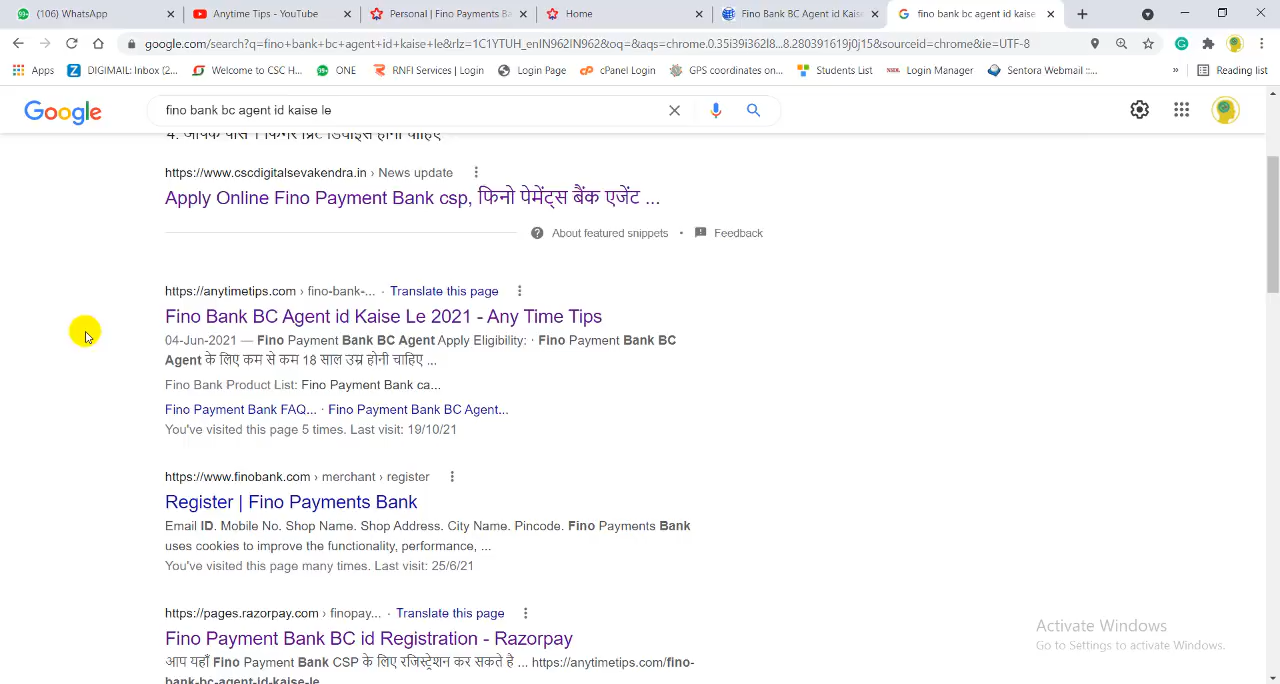 (106) WhatsApp
Anytime Tips - YouTube
Personal | FinoPayments Ba
Home
Fino Bank BC Agent id Kaise
fino bank bc agent id kaise
google.com/search?q=fino+bank+bc+agent+id+kaise+le&rlz=1C1YTUH_enIN962IN962&oq=&aqs=chrome.0.35i39i362l8...8.280391619j0j15&sourceid=chrome&ie=UTF-8
Apps
DIGIMAIL: Inbox (2...
Welcome to CSC H...
ONE
RNFI Services | Login
Login Page
cPanel Login
GPS coordinates on...
Students List
Login Manager
Sentora Webmail ::...
»
Reading list
Google
fino bank bc agent id kaise le
4. आपके पास 1 फिंगर प्रिंट डिवाइस होनी चाहिए
https://www.cscdigitalsevakendra.in › News update
Apply Online Fino Payment Bank csp, फिनो पेमेंट्स बैंक एजेंट ...
About featured snippets • Feedback
https://anytimetips.com › fino-bank-... · Translate this page
Fino Bank BC Agent id Kaise Le 2021 - Any Time Tips
04-Jun-2021 — Fino Payment Bank BC Agent Apply Eligibility: · Fino Payment Bank BC
Agent के लिए कम से कम 18 साल उम्र होनी चाहिए ...
Fino Bank Product List: Fino Payment Bank ca...
Fino Payment Bank FAQ... · Fino Payment Bank BC Agent...
You've visited this page 5 times. Last visit: 19/10/21
https://www.finobank.com › merchant › register
Register | Fino Payments Bank
Email ID. Mobile No. Shop Name. Shop Address. City Name. Pincode. Fino Payments Bank
uses cookies to improve the functionality, performance, ...
You've visited this page many times. Last visit: 25/6/21
https://pages.razorpay.com › finopay... · Translate this page
Fino Payment Bank BC id Registration - Razorpay
आप यहाँ Fino Payment Bank CSP के लिए रजिस्ट्रेशन कर सकते है ... https://anytimetips.com/fino-
bank-bc-agent-id-kaise-le
Activate Windows
Go to Settings to activate Windows.